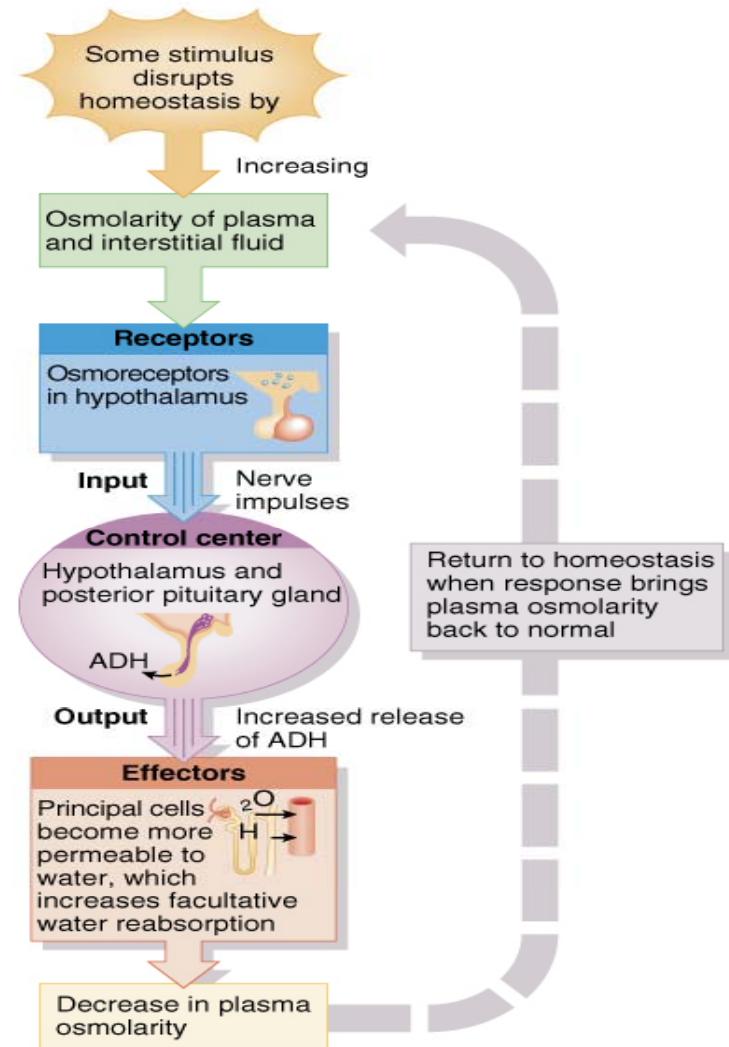 Some stimulus
disrupts
homeostasis by
Increasing
Osmolarity of plasma
and interstitial fluid
Receptors
Osmoreceptors
in hypothalamus
Input
Nerve
impulses
Control center
Hypothalamus and
posterior pituitary gland
ADH
Output
Increased release
of ADH
Effectors
Principal cells
become more
permeable to
water, which
increases facultative
water reabsorption
2O
H
Decrease in plasma
osmolarity
Return to homeostasis
when response brings
plasma osmolarity
back to normal